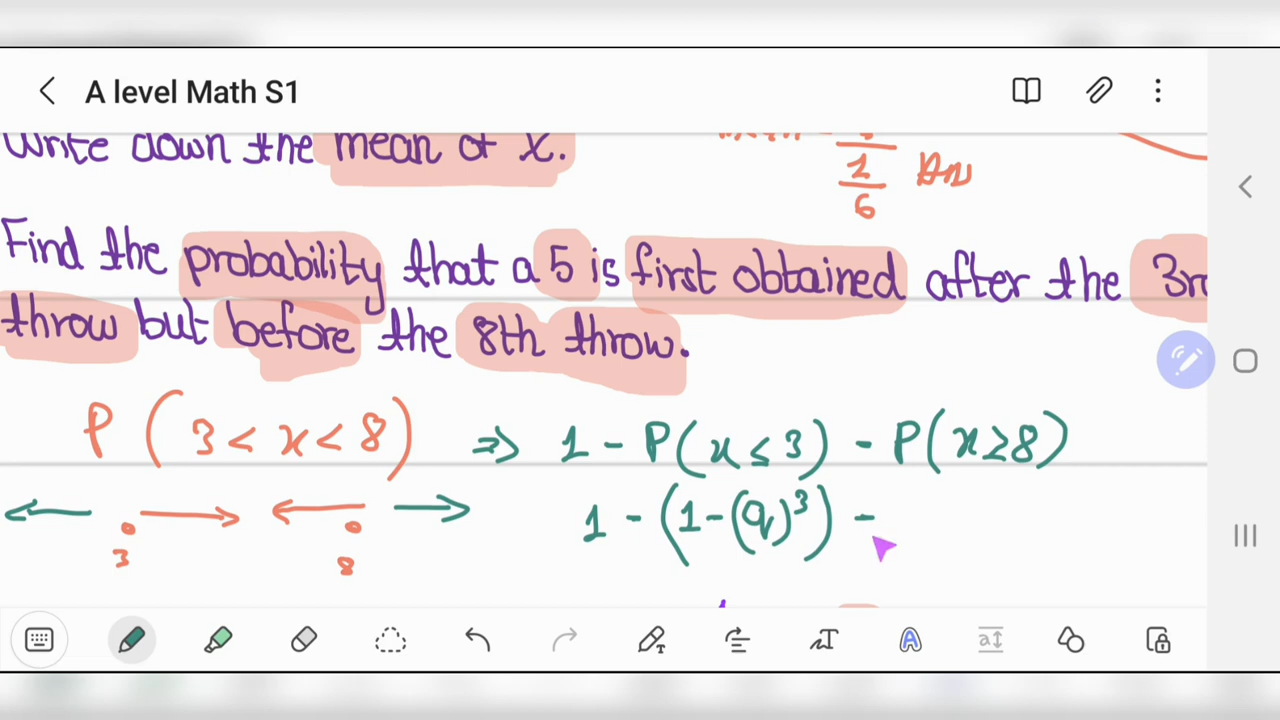 A level Math S1
Write down the mean of x.
1
6
Find the probability that a 5 is first obtained after the 3r
throw but before the 8th throw.
P ( 3 < x < 8 ) => 1 - P(x ≤ 3) - P(x ≥ 8)
3 8
1 - (1-(q)³) -